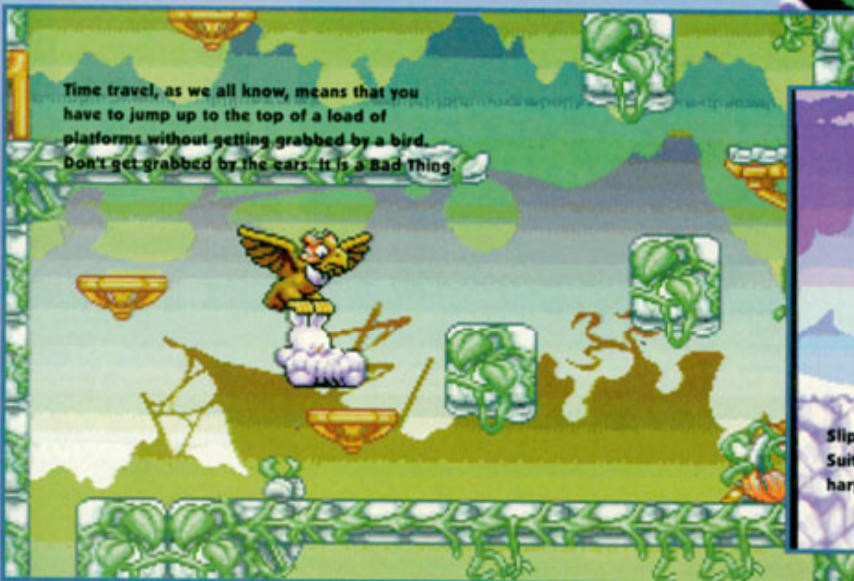 Time travel, as we all know, means that you
have to jump up to the top of a load of
platforms without getting grabbed by a bird.
Don't get grabbed by the ears. It is a Bad Thing.
Slip
Suit
har